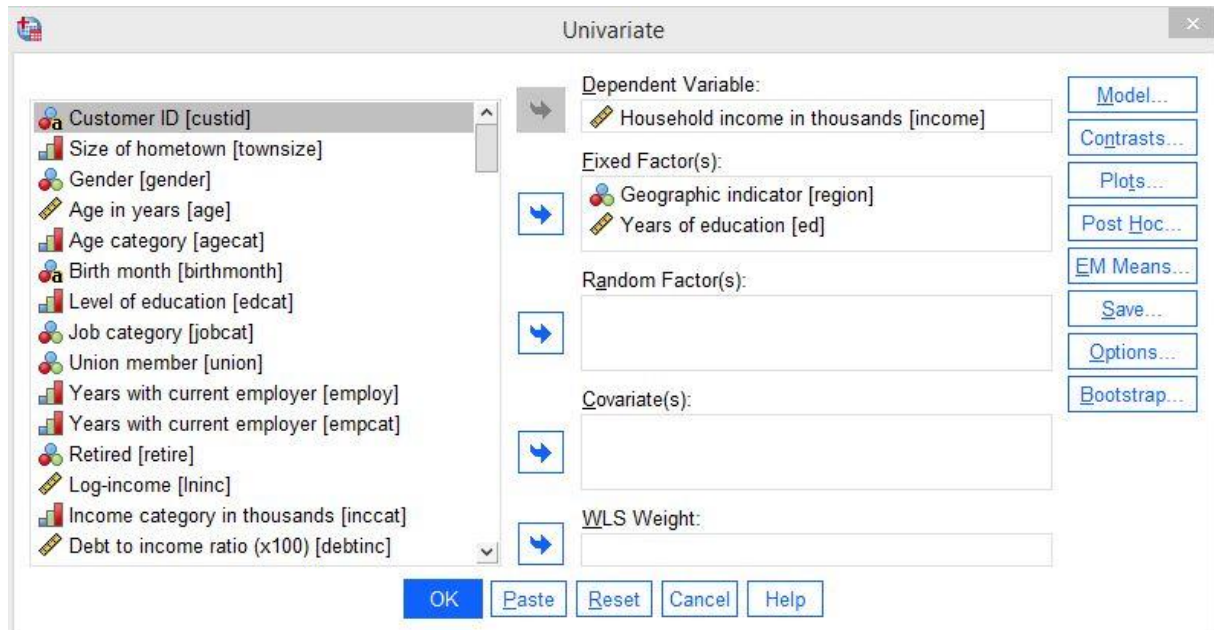 Univariate
Customer ID [custid]
Size of hometown [townsize]
Gender [gender]
Age in years [age]
Age category [agecat]
Birth month [birthmonth]
Level of education [edcat]
Job category [jobcat]
Union member [union]
Years with current employer [employ]
Years with current employer [empcat]
Retired [retire]
Log-income [lninc]
Income category in thousands [inccat]
Debt to income ratio (x100) [debtinc]
Dependent Variable:
Household income in thousands [income]
Fixed Factor(s):
Geographic indicator [region]
Years of education [ed]
Random Factor(s):
Covariate(s):
WLS Weight:
Model...
Contrasts...
Plots...
Post Hoc...
EM Means...
Save...
Options...
Bootstrap...
OK Paste Reset Cancel Help